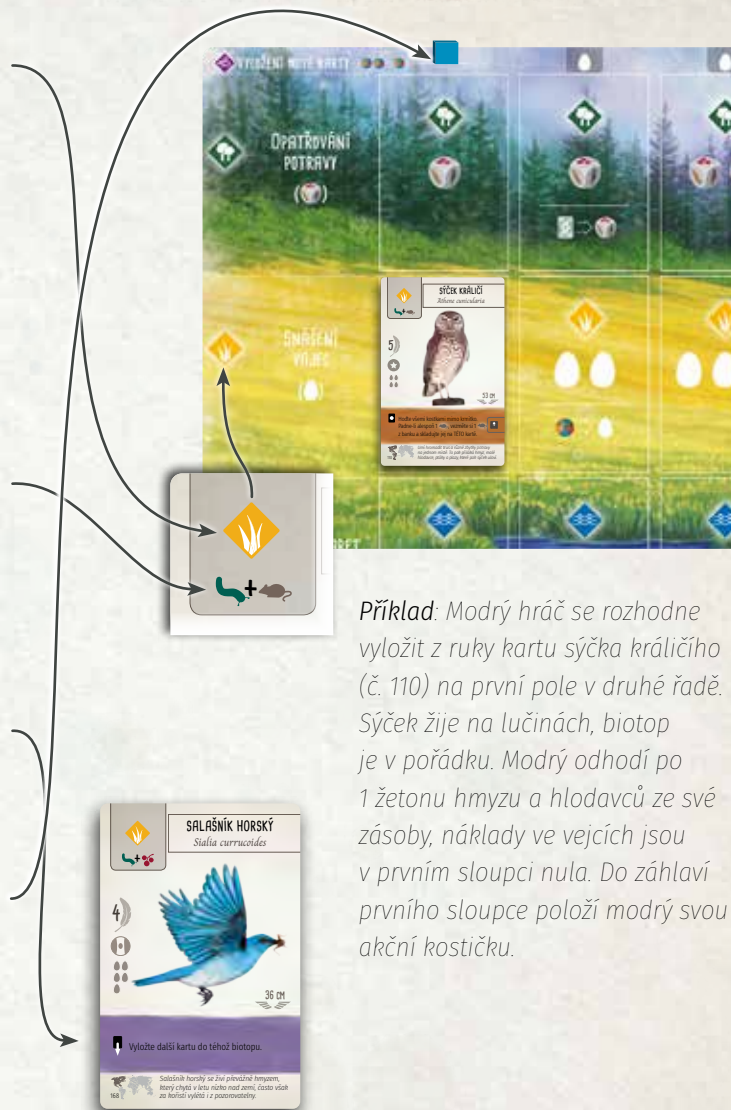 VYLOŽENÍ NOVÉ KARTY
OPATŘOVÁNÍ
POTRAVY
SNÁŠENÍ
VAJEC
SÝČEK KRÁLIČÍ
Athene cunicularia
5
53 CM
Příklad: Modrý hráč se rozhodne
vyložit z ruky kartu sýčka králičího
(č. 110) na první pole v druhé řadě.
Sýček žije na lučinách, biotop
je v pořádku. Modrý odhodí po
1 žetonu hmyzu a hlodavců ze své
zásoby, náklady ve vejcích jsou
v prvním sloupci nula. Do záhlaví
prvního sloupce položí modrý svou
akční kostičku.
SALAŠNÍK HORSKÝ
Sialia currucoides
4
36 CM
Vyložte další kartu do téhož biotopu.
Salašník horský se živí převážně hmyzem,
který chytá v letu nízko nad zemí, často však
za kořistí vylétá i z pozorovatelny.
168